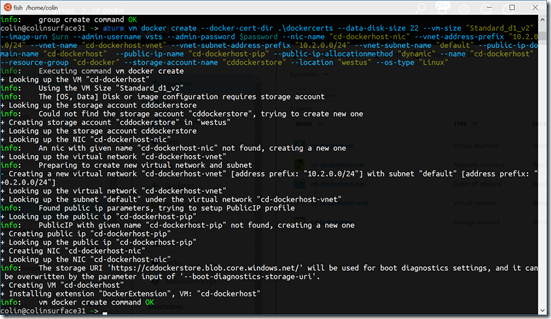 fish /home/colin
info:    group create command OK
colin@colinsurface31 ~> azure vm docker create --docker-cert-dir .\dockercerts --data-disk-size 22 --vm-size "Standard_d1_v2"
--image-urn $urn --admin-username vsts --admin-password $password --nic-name "cd-dockerhost-nic" --vnet-address-prefix "10.2.
0.0/24" --vnet-name "cd-dockerhost-vnet" --vnet-subnet-address-prefix "10.2.0.0/24" --vnet-subnet-name "default" --public-ip-do
main-name "cd-dockerhost" --public-ip-name "cd-dockerhost-pip" --public-ip-allocationmethod "dynamic" --name "cd-dockerhost"
--resource-group "cd-docker" --storage-account-name "cddockerstore" --location "westus" --os-type "Linux"
info:    Executing command vm docker create
+ Looking up the VM "cd-dockerhost"
info:    Using the VM Size "Standard_d1_v2"
info:    The [OS, Data] Disk or image configuration requires storage account
+ Looking up the storage account cddockerstore
info:    Could not find the storage account "cddockerstore", trying to create new one
+ Creating storage account "cddockerstore" in "westus"
+ Looking up the storage account cddockerstore
+ Looking up the NIC "cd-dockerhost-nic"
info:    An nic with given name "cd-dockerhost-nic" not found, creating a new one
+ Looking up the virtual network "cd-dockerhost-vnet"
info:    Preparing to create new virtual network and subnet
- Creating a new virtual network "cd-dockerhost-vnet" [address prefix: "10.2.0.0/24"] with subnet "default" [address prefix: "
+0.2.0.0/24"]
+ Looking up the virtual network "cd-dockerhost-vnet"
+ Looking up the subnet "default" under the virtual network "cd-dockerhost-vnet"
info:    Found public ip parameters, trying to setup PublicIP profile
+ Looking up the public ip "cd-dockerhost-pip"
info:    PublicIP with given name "cd-dockerhost-pip" not found, creating a new one
+ Creating public ip "cd-dockerhost-pip"
+ Looking up the public ip "cd-dockerhost-pip"
+ Creating NIC "cd-dockerhost-nic"
+ Looking up the NIC "cd-dockerhost-nic"
info:    The storage URI 'https://cddockerstore.blob.core.windows.net/' will be used for boot diagnostics settings, and it can
be overwritten by the parameter input of '--boot-diagnostics-storage-uri'.
+ Creating VM "cd-dockerhost"
+ Installing extension "DockerExtension", VM: "cd-dockerhost"
info:    vm docker create command OK
colin@colinsurface31 ~>